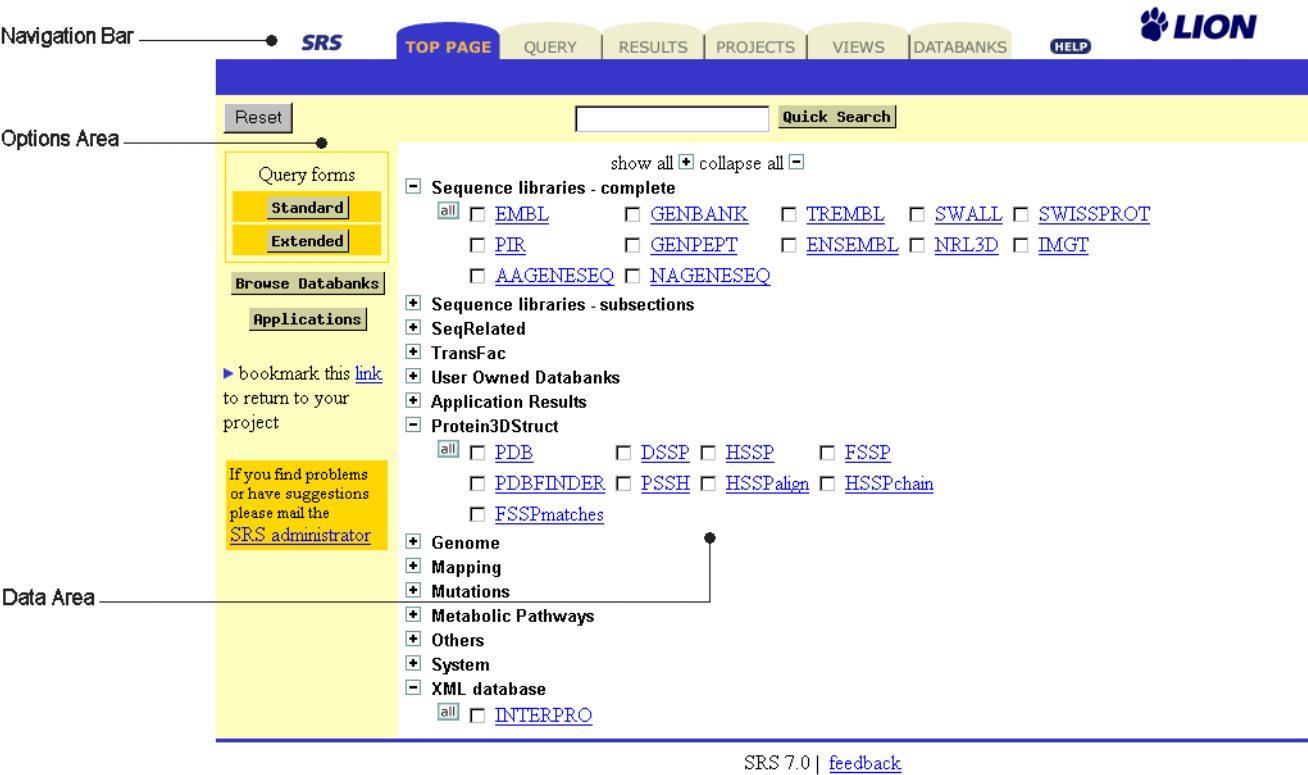 Navigation Bar
SRS
TOP PAGE QUERY RESULTS PROJECTS VIEWS DATABANKS HELP LION
Reset
Quick Search
Options Area
show all + collapse all -
Query forms
Standard
Extended
Browse Databanks
Applications
bookmark this link
to return to your
project
If you find problems
or have suggestions
please mail the
SRS administrator
- Sequence libraries - complete
all EMBL GENBANK TREMBL SWALL SWISSPROT
PIR GENPEPT ENSEMBL NRL3D IMGT
AAGENESEQ NAGENESEQ
+ Sequence libraries - subsections
+ SeqRelated
+ TransFac
+ User Owned Databanks
+ Application Results
- Protein3DStruct
all PDB DSSP HSSP FSSP
PDBFINDER PSSH HSSPalign HSSPchain
FSSPmatches
+ Genome
+ Mapping
+ Mutations
+ Metabolic Pathways
+ Others
+ System
- XML database
all INTERPRO
Data Area
SRS 7.0 | feedback